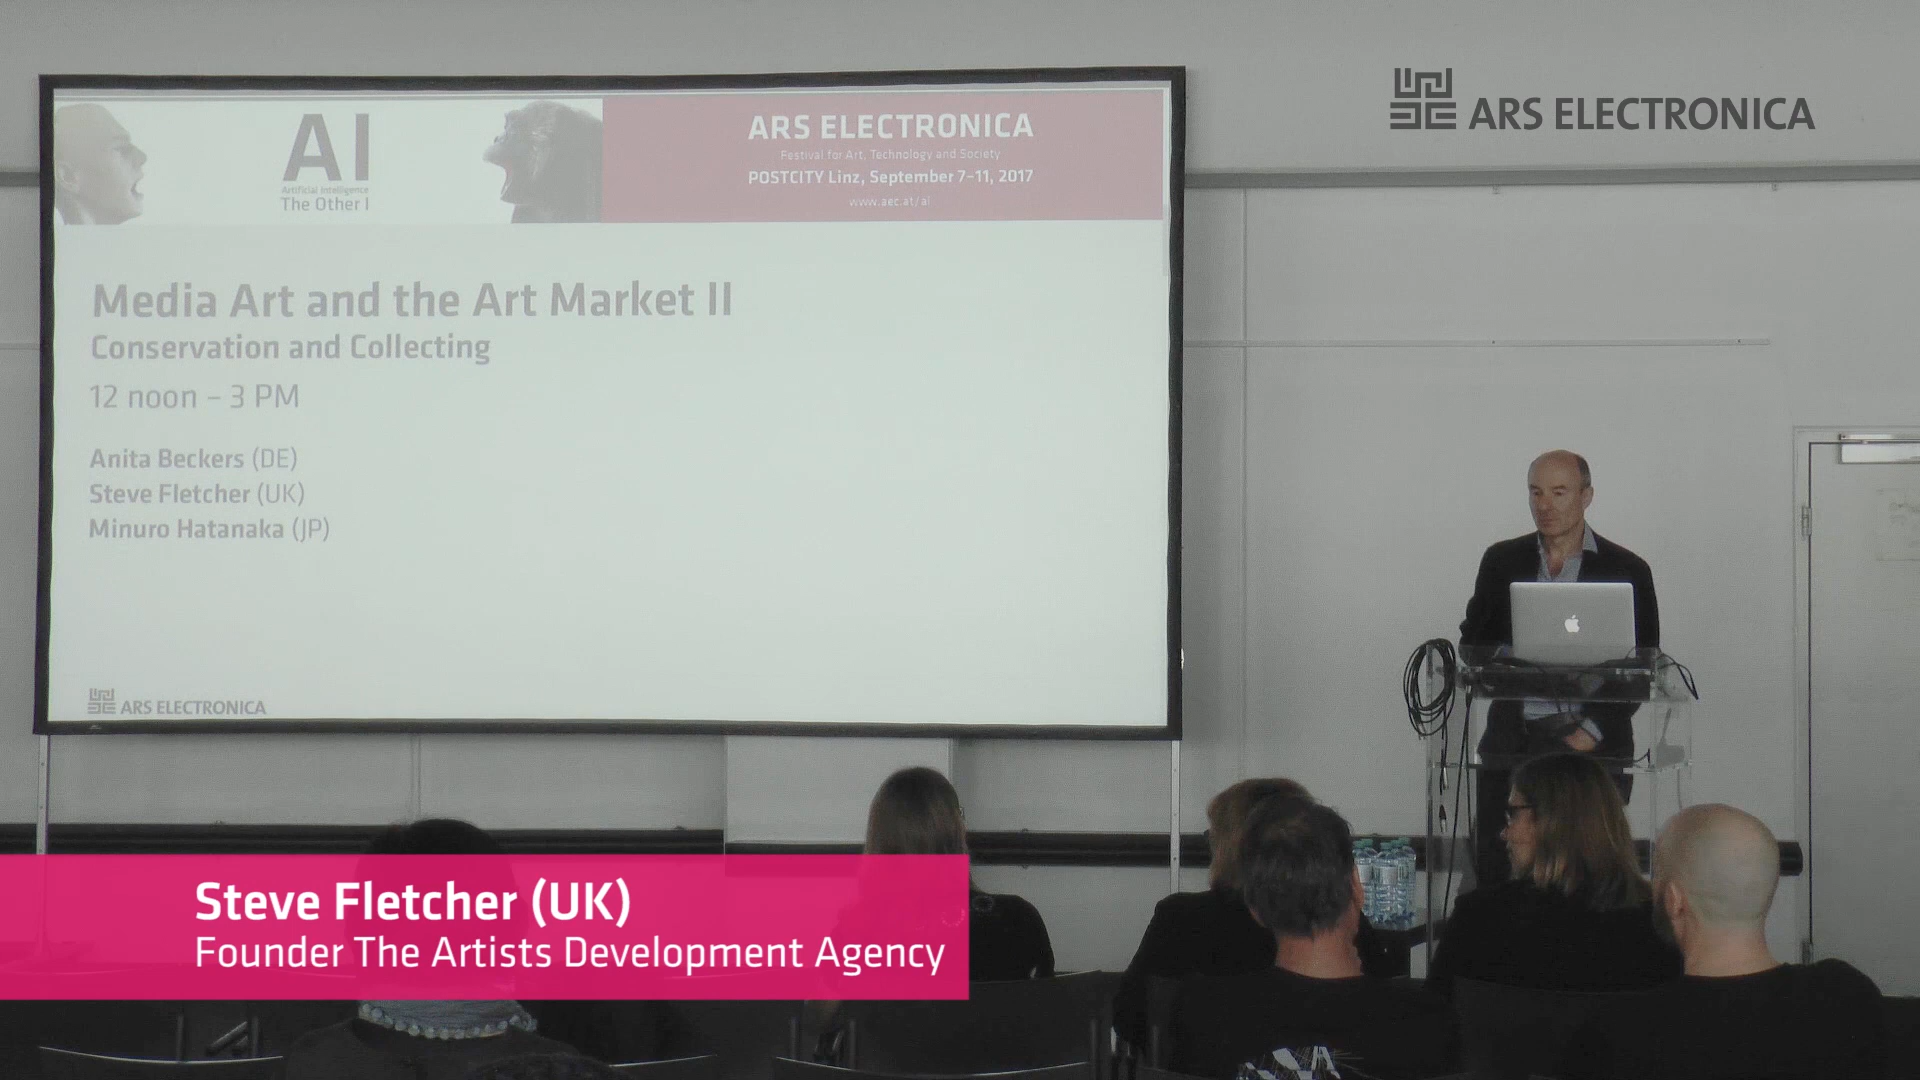 ARS ELECTRONICA
AI
Artificial Intelligence
The Other I
ARS ELECTRONICA
Festival for Art, Technology and Society
POSTCITY Linz, September 7-11, 2017
www.aec.at/ai
Media Art and the Art Market II
Conservation and Collecting
12 noon – 3 PM
Anita Beckers (DE)
Steve Fletcher (UK)
Minuro Hatanaka (JP)
ARS ELECTRONICA
Steve Fletcher (UK)
Founder The Artists Development Agency